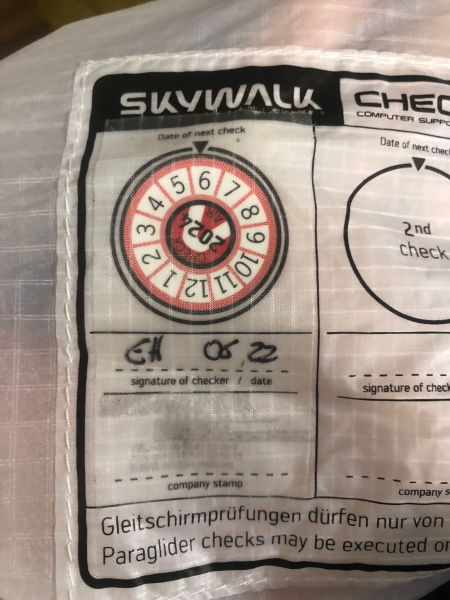 SKYWALK
CHEC
COMPUTER SUPPO
Date of next check
Date of next chec
1 2 3 4 5 6 7 8 9 10 11 12
2024
2nd
check
EH 06,22
signature of checker / date
signature of check
company stamp
company s
Gleitschirmprüfungen dürfen nur von
Paraglider checks may be executed on